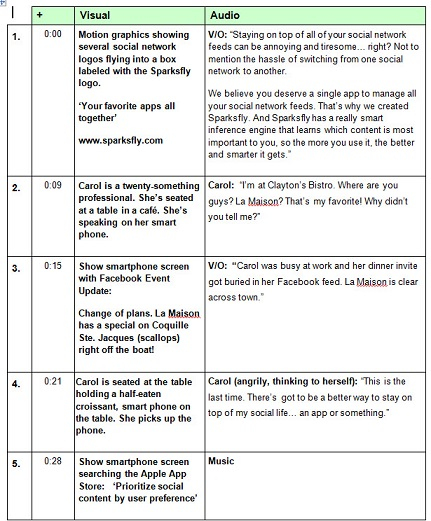 + Visual Audio
1. 0:00
Motion graphics showing
several social network
logos flying into a box
labeled with the Sparksfly
logo.
‘Your favorite apps all
together’
www.sparksfly.com
V/O: “Staying on top of all of your social network
feeds can be annoying and tiresome… right? Not to
mention the hassle of switching from one social
network to another.
We believe you deserve a single app to manage all
your social network feeds. That’s why we created
Sparksfly. And Sparksfly has a really smart
inference engine that learns which content is most
important to you, so the more you use it, the better
and smarter it gets.”
2. 0:09
Carol is a twenty-something
professional. She’s seated
at a table in a café. She’s
speaking on her smart
phone.
Carol: “I’m at Clayton’s Bistro. Where are you
guys? La Maison? That’s my favorite! Why didn’t
you tell me?”
3. 0:15
Show smartphone screen
with Facebook Event
Update:
Change of plans. La Maison
has a special on Coquille
Ste. Jacques (scallops)
right off the boat!
V/O: “Carol was busy at work and her dinner invite
got buried in her Facebook feed. La Maison is clear
across town.”
4. 0:21
Carol is seated at the table
holding a half-eaten
croissant, smart phone on
the table. She picks up the
phone.
Carol (angrily, thinking to herself): “This is the
last time. There’s got to be a better way to stay on
top of my social life… an app or something.”
5. 0:28
Show smartphone screen
searching the Apple App
Store: ‘Prioritize social
content by user preference’
Music